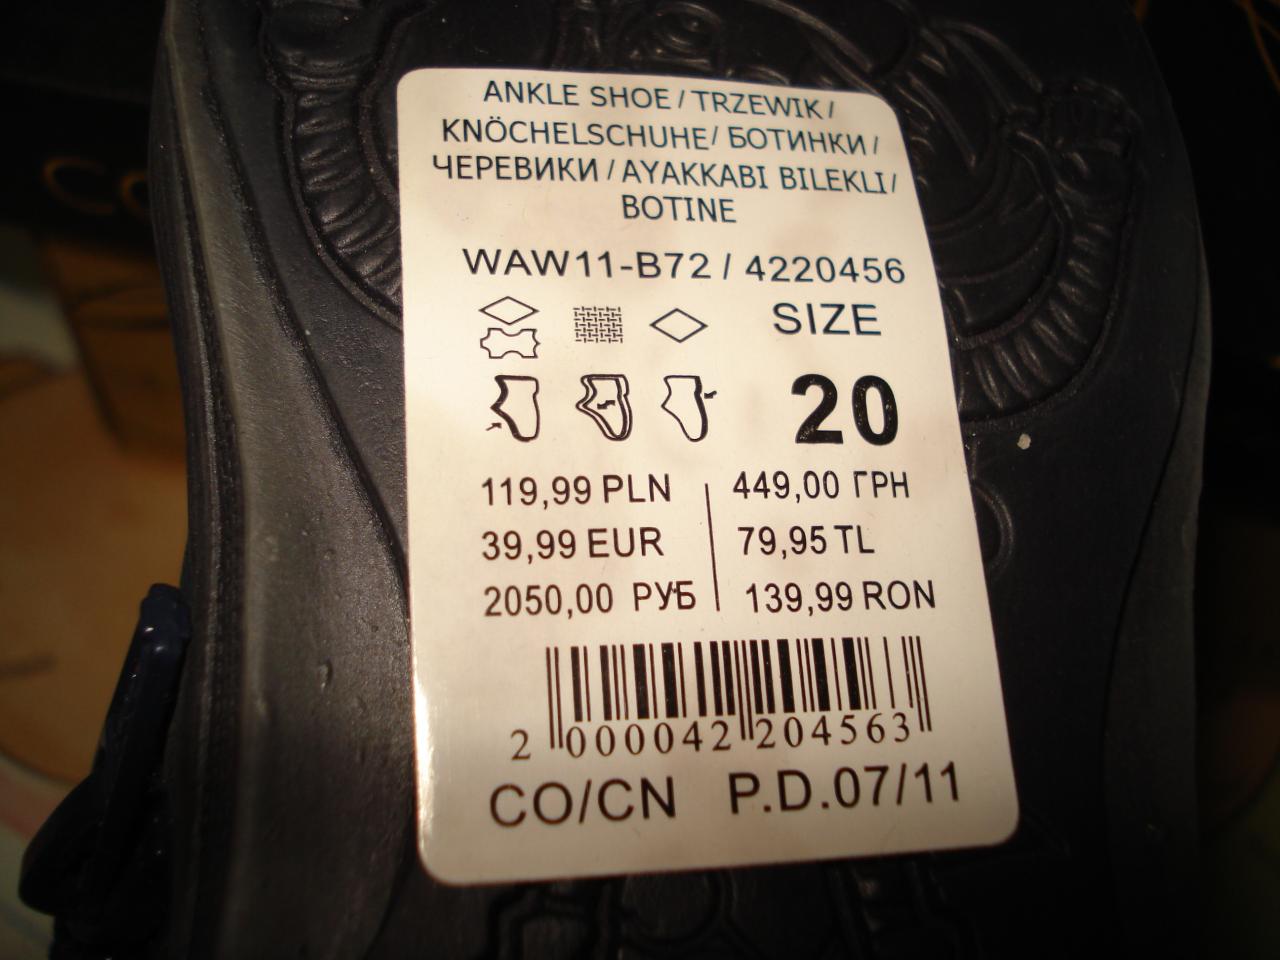 ANKLE SHOE / TRZEWIK /
KNÖCHELSCHUHE/ БОТИНКИ /
ЧЕРЕВИКИ / AYAKKABI BILEKLI /
BOTINE
WAW11-B72 / 4220456
SIZE
20
119,99 PLN
39,99 EUR
2050,00 РУБ
449,00 ГРН
79,95 TL
139,99 RON
2 000042 204563
CO/CN P.D.07/11